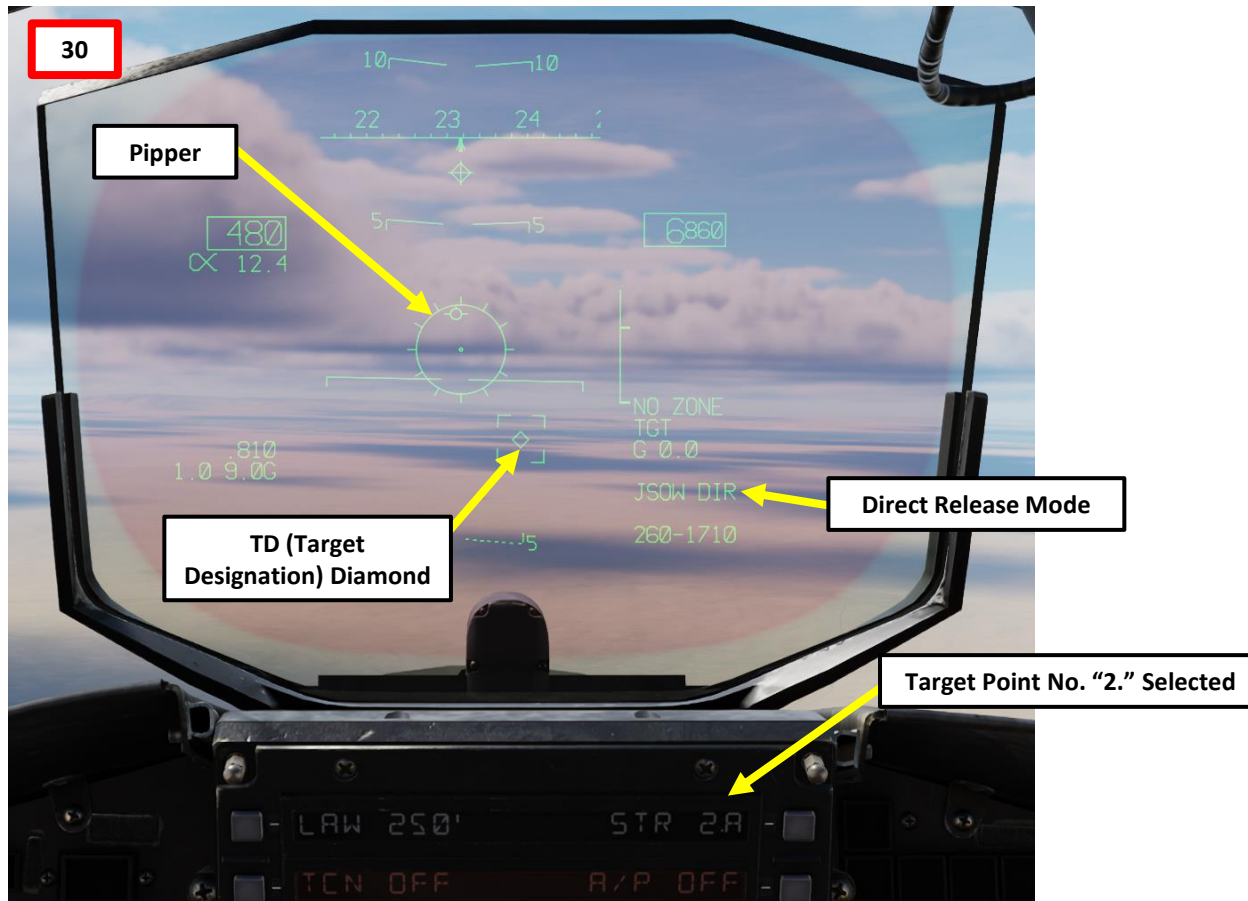 30
10 10
22 23 24
Pipper
5 5
480
6860
α 12.4
NO ZONE
TGT
.810
G 0.0
1.0 9.0G
JSOW DIR
Direct Release Mode
TD (Target
Designation) Diamond
5
260-1710
Target Point No. “2.” Selected
LAW 250' STR 2.A
TCN OFF A/P OFF